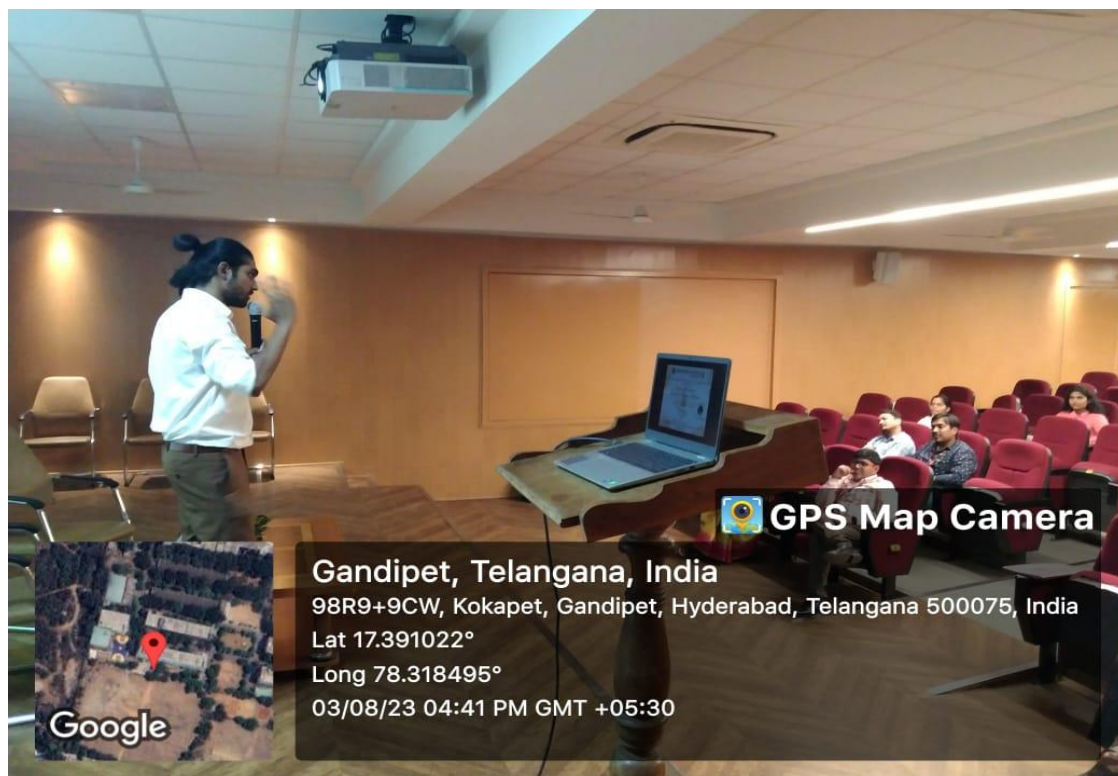 GPS Map Camera
Gandipet, Telangana, India
98R9+9CW, Kokapet, Gandipet, Hyderabad, Telangana 500075, India
Lat 17.391022°
Long 78.318495°
03/08/23 04:41 PM GMT +05:30
Google